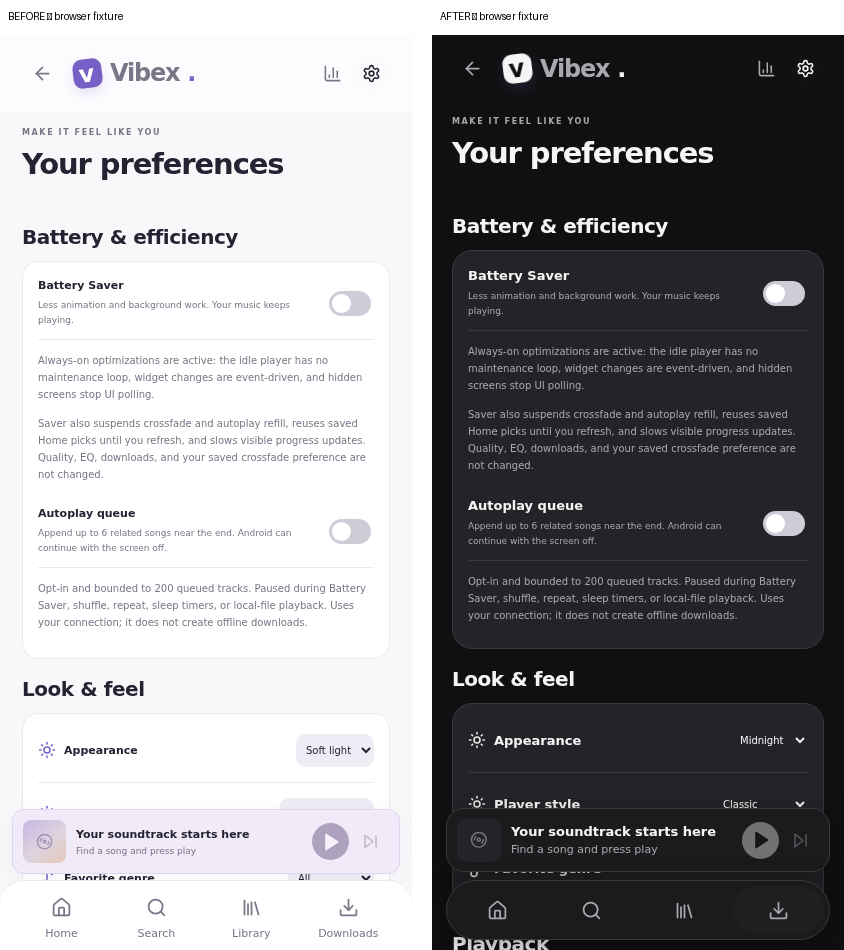 BEFORE browser fixture
V Vibex .
MAKE IT FEEL LIKE YOU
Your preferences
Battery & efficiency
Battery Saver
Less animation and background work. Your music keeps
playing.
Always-on optimizations are active: the idle player has no
maintenance loop, widget changes are event-driven, and hidden
screens stop UI polling.
Saver also suspends crossfade and autoplay refill, reuses saved
Home picks until you refresh, and slows visible progress updates.
Quality, EQ, downloads, and your saved crossfade preference are
not changed.
Autoplay queue
Append up to 6 related songs near the end. Android can
continue with the screen off.
Opt-in and bounded to 200 queued tracks. Paused during Battery
Saver, shuffle, repeat, sleep timers, or local-file playback. Uses
your connection; it does not create offline downloads.
Look & feel
Appearance
Soft light
Your soundtrack starts here
Find a song and press play
Favorite genre
All
Home
Search
Library
Downloads
AFTER browser fixture
V Vibex .
MAKE IT FEEL LIKE YOU
Your preferences
Battery & efficiency
Battery Saver
Less animation and background work. Your music keeps
playing.
Always-on optimizations are active: the idle player has no
maintenance loop, widget changes are event-driven, and hidden
screens stop UI polling.
Saver also suspends crossfade and autoplay refill, reuses saved
Home picks until you refresh, and slows visible progress updates.
Quality, EQ, downloads, and your saved crossfade preference are
not changed.
Autoplay queue
Append up to 6 related songs near the end. Android can
continue with the screen off.
Opt-in and bounded to 200 queued tracks. Paused during Battery
Saver, shuffle, repeat, sleep timers, or local-file playback. Uses
your connection; it does not create offline downloads.
Look & feel
Appearance
Midnight
Player style
Classic
Your soundtrack starts here
Find a song and press play
Favorite genre
Playback